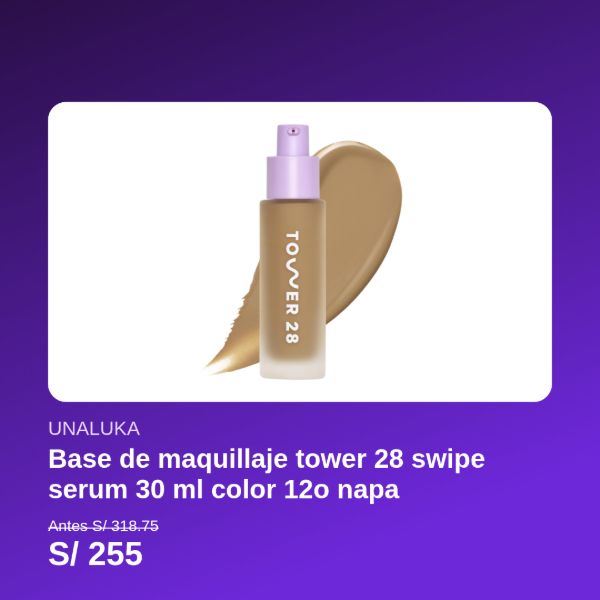 TOWER 28
UNALUKA
Base de maquillaje tower 28 swipe
serum 30 ml color 12o napa
Antes S/ 318.75
S/ 255